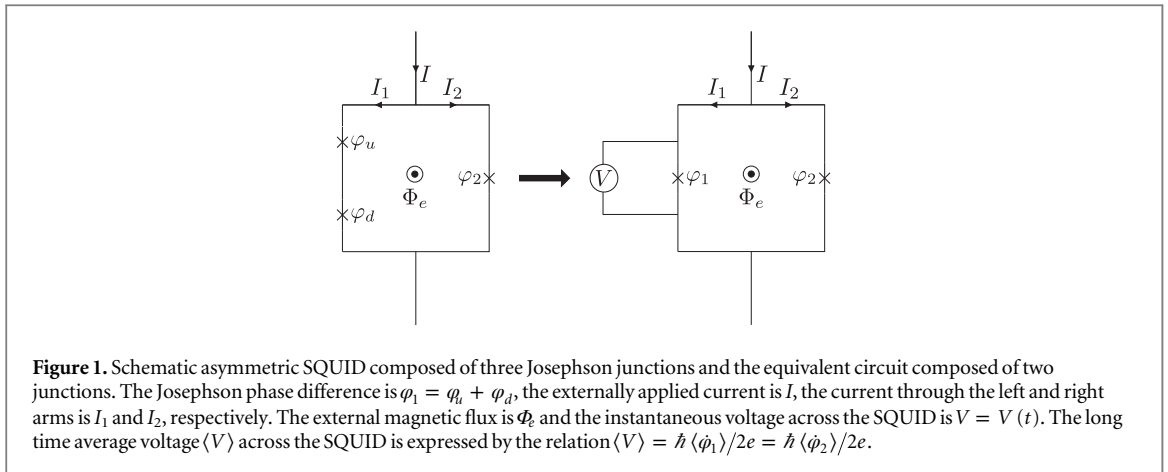 I
I₁ I₂
φᵤ
φ₂
Φₑ
φ_d
I
I₁ I₂
V
φ₁
φ₂
Φₑ
Figure 1. Schematic asymmetric SQUID composed of three Josephson junctions and the equivalent circuit composed of two
junctions. The Josephson phase difference is φ₁ = φᵤ + φ_d, the externally applied current is I, the current through the left and right
arms is I₁ and I₂, respectively. The external magnetic flux is Φₑ and the instantaneous voltage across the SQUID is V = V (t). The long
time average voltage ⟨V⟩ across the SQUID is expressed by the relation ⟨V⟩ = ℏ ⟨φ̇₁⟩/2e = ℏ ⟨φ̇₂⟩/2e.